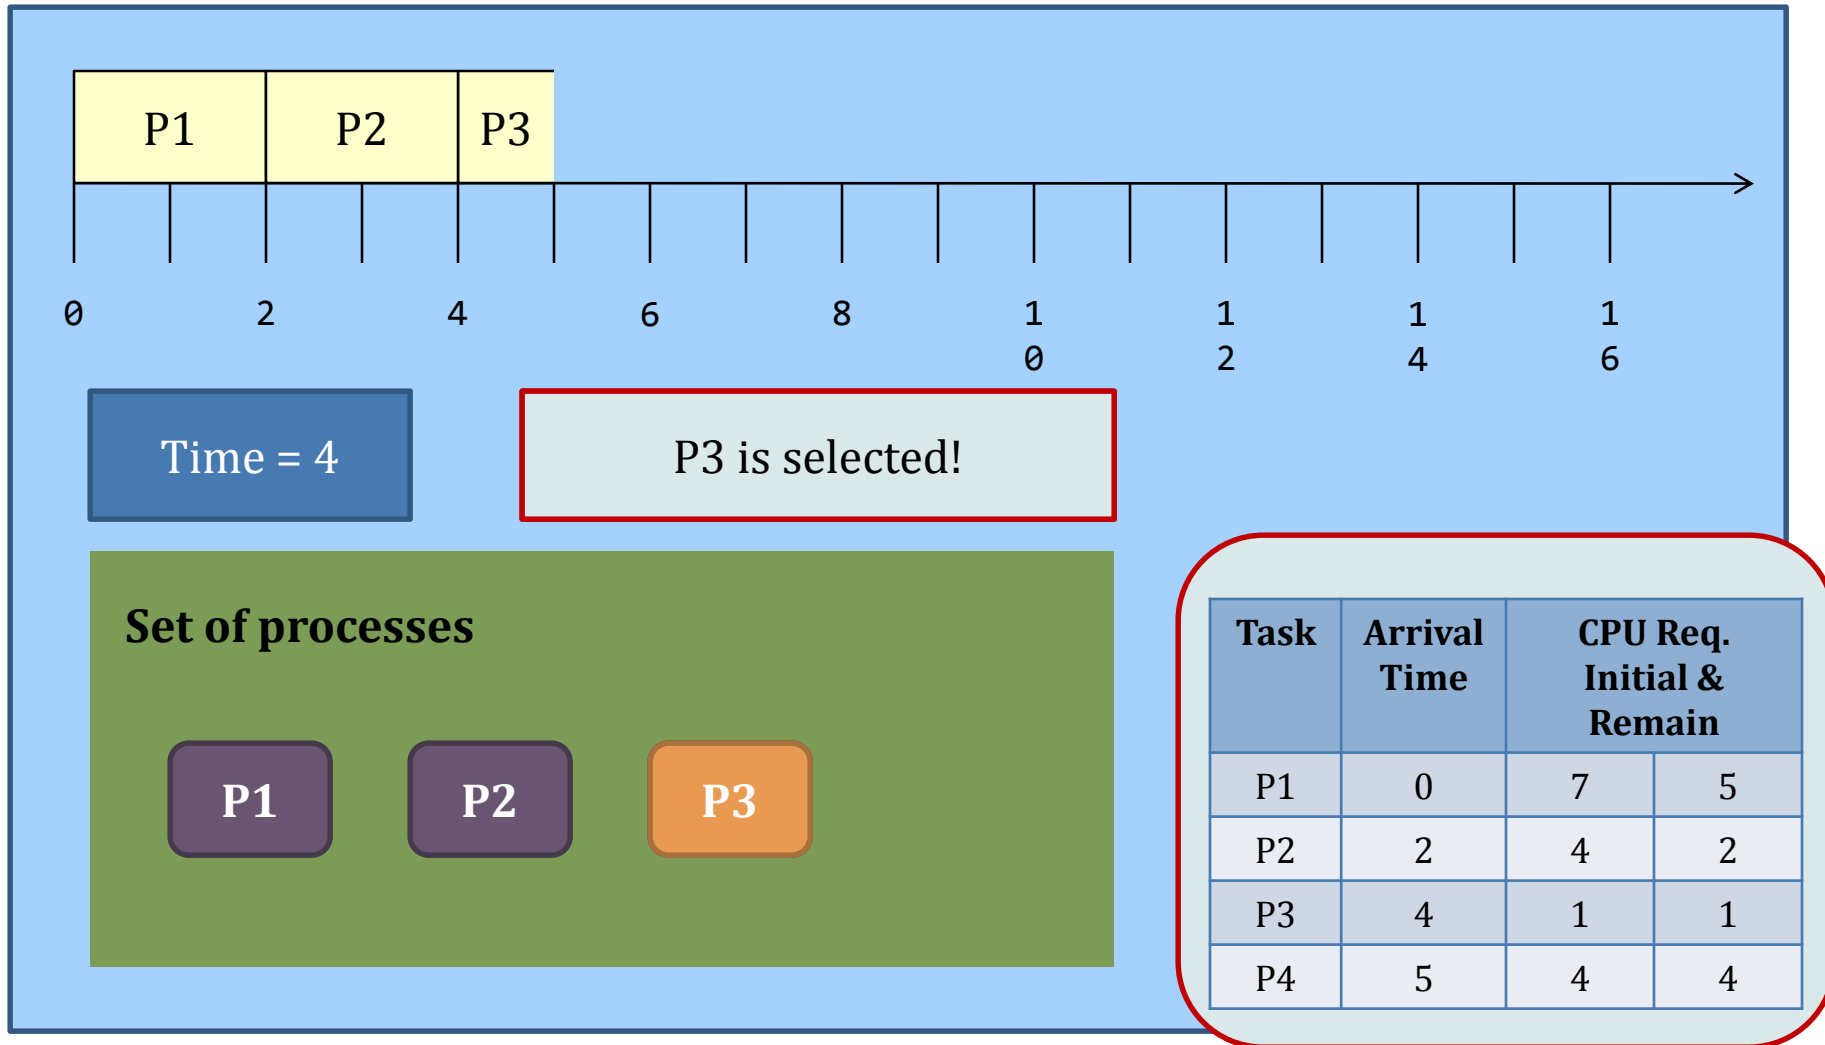 P1 P2 P3
0 2 4 6 8 1 1 1 1
0 2 4 6
Time = 4
P3 is selected!
Set of processes
P1 P2 P3
Task Arrival CPU Req.
Time Initial &
Remain
P1 0 7 5
P2 2 4 2
P3 4 1 1
P4 5 4 4